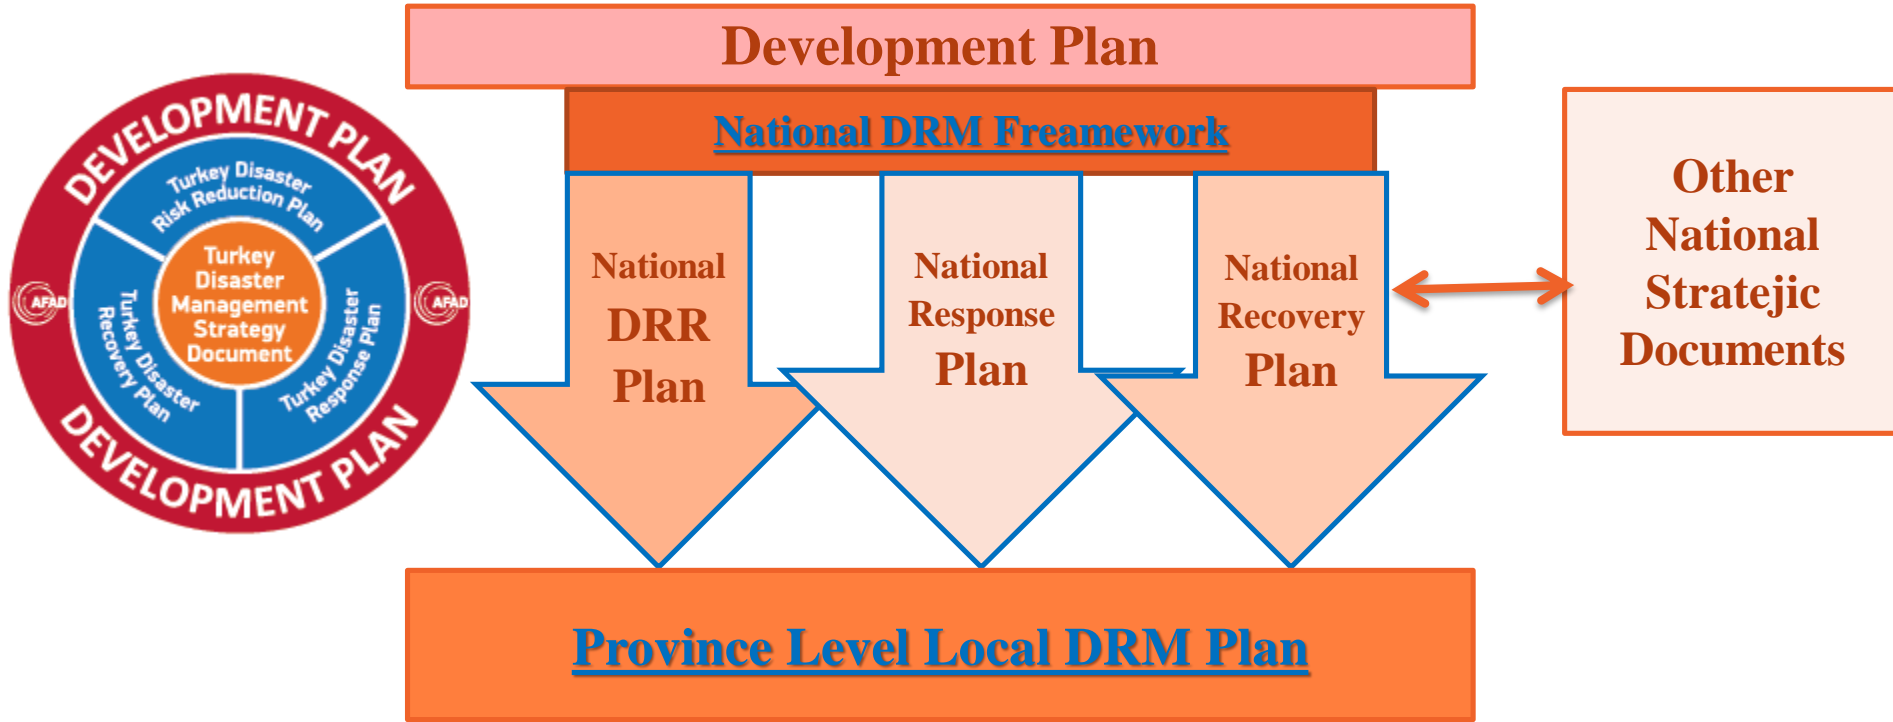 Development Plan
National DRM Freamework
National
DRR
Plan
National
Response
Plan
National
Recovery
Plan
Other
National
Stratejic
Documents
Province Level Local DRM Plan
DEVELOPMENT PLAN
Turkey Disaster
Risk Reduction Plan
Turkey
Disaster
Management
Strategy
Document
Turkey Disaster
Recovery Plan
Turkey Disaster
Response Plan
AFAD
AFAD
DEVELOPMENT PLAN